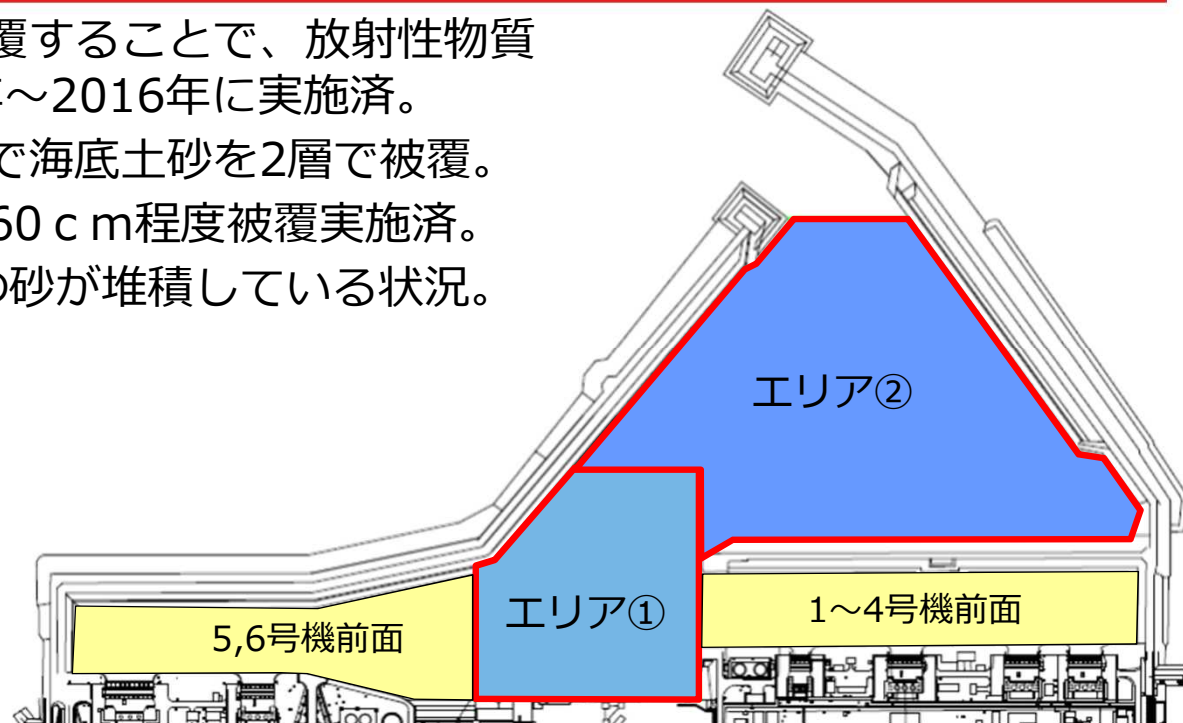 覆することで、放射性物質
～2016年に実施済。
で海底土砂を2層で被覆。
60ｃｍ程度被覆実施済。
砂が堆積している状況。
エリア②
エリア①
1～4号機前面
5,6号機前面